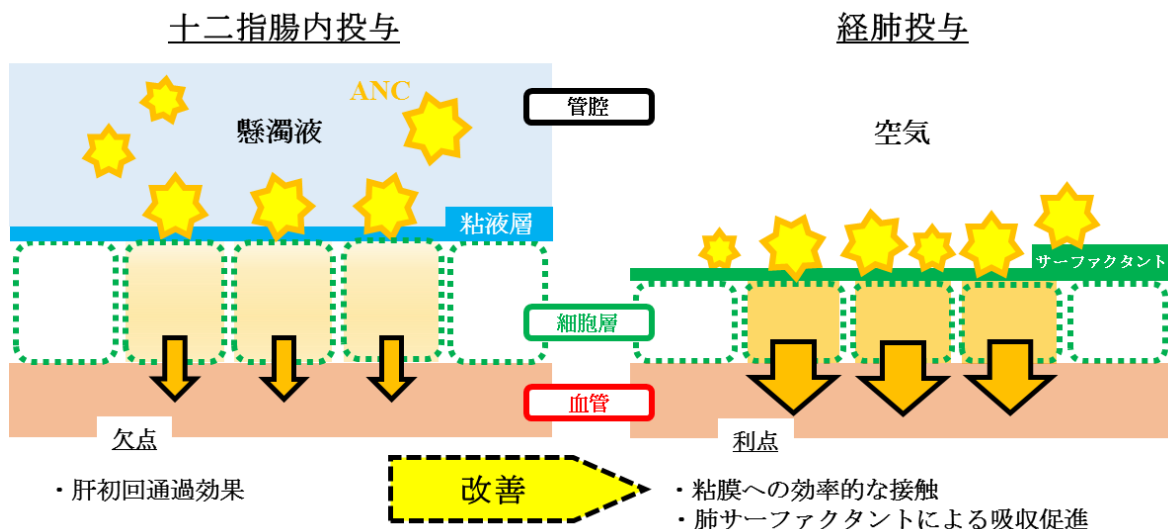 十二指腸内投与
経肺投与
ANC
管腔
懸濁液
空気
粘液層
サーファクタント
細胞層
血管
欠点
利点
・肝初回通過効果
改善
・粘膜への効率的な接触
・肺サーファクタントによる吸収促進